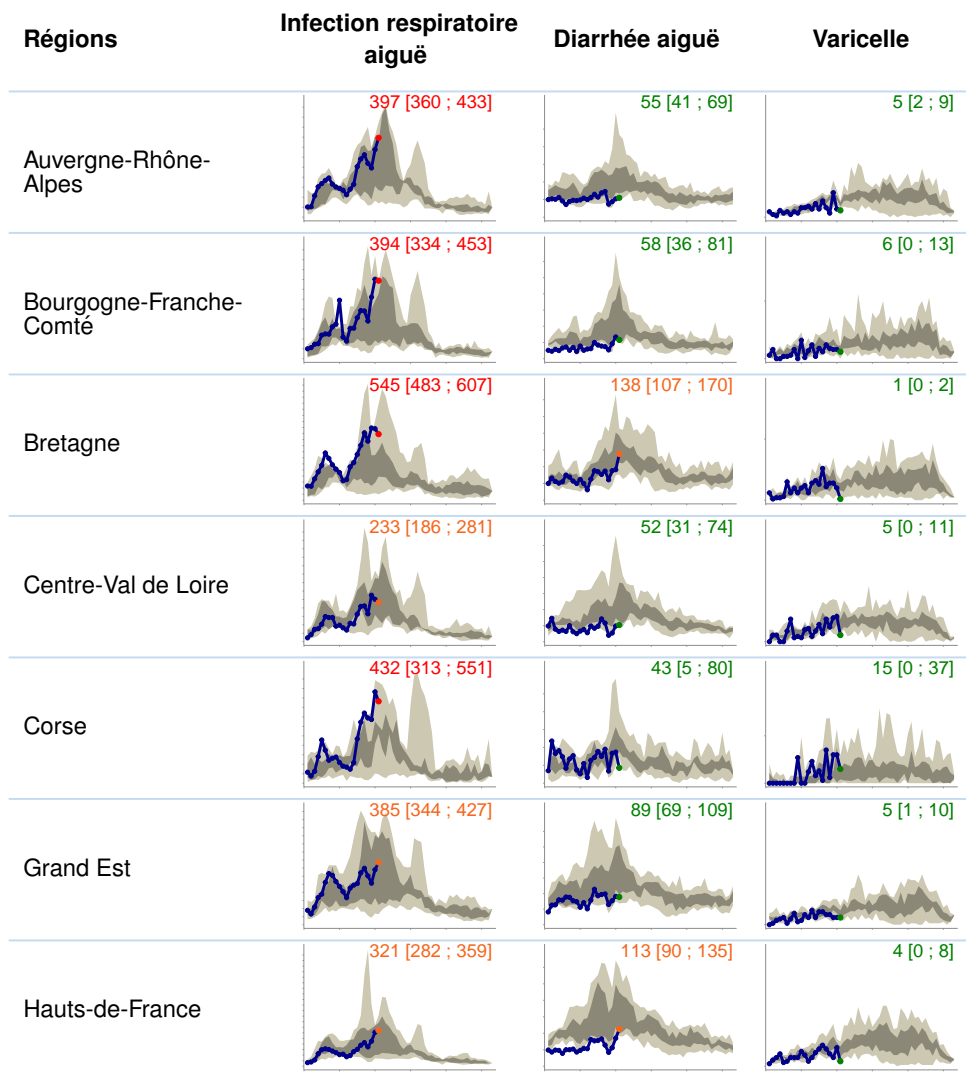 Régions
Infection respiratoire
aiguë
Diarrhée aiguë
Varicelle
Auvergne-Rhône-
Alpes
397 [360 ; 433]
55 [41 ; 69]
5 [2 ; 9]
Bourgogne-Franche-
Comté
394 [334 ; 453]
58 [36 ; 81]
6 [0 ; 13]
Bretagne
545 [483 ; 607]
138 [107 ; 170]
1 [0 ; 2]
Centre-Val de Loire
233 [186 ; 281]
52 [31 ; 74]
5 [0 ; 11]
Corse
432 [313 ; 551]
43 [5 ; 80]
15 [0 ; 37]
Grand Est
385 [344 ; 427]
89 [69 ; 109]
5 [1 ; 10]
Hauts-de-France
321 [282 ; 359]
113 [90 ; 135]
4 [0 ; 8]